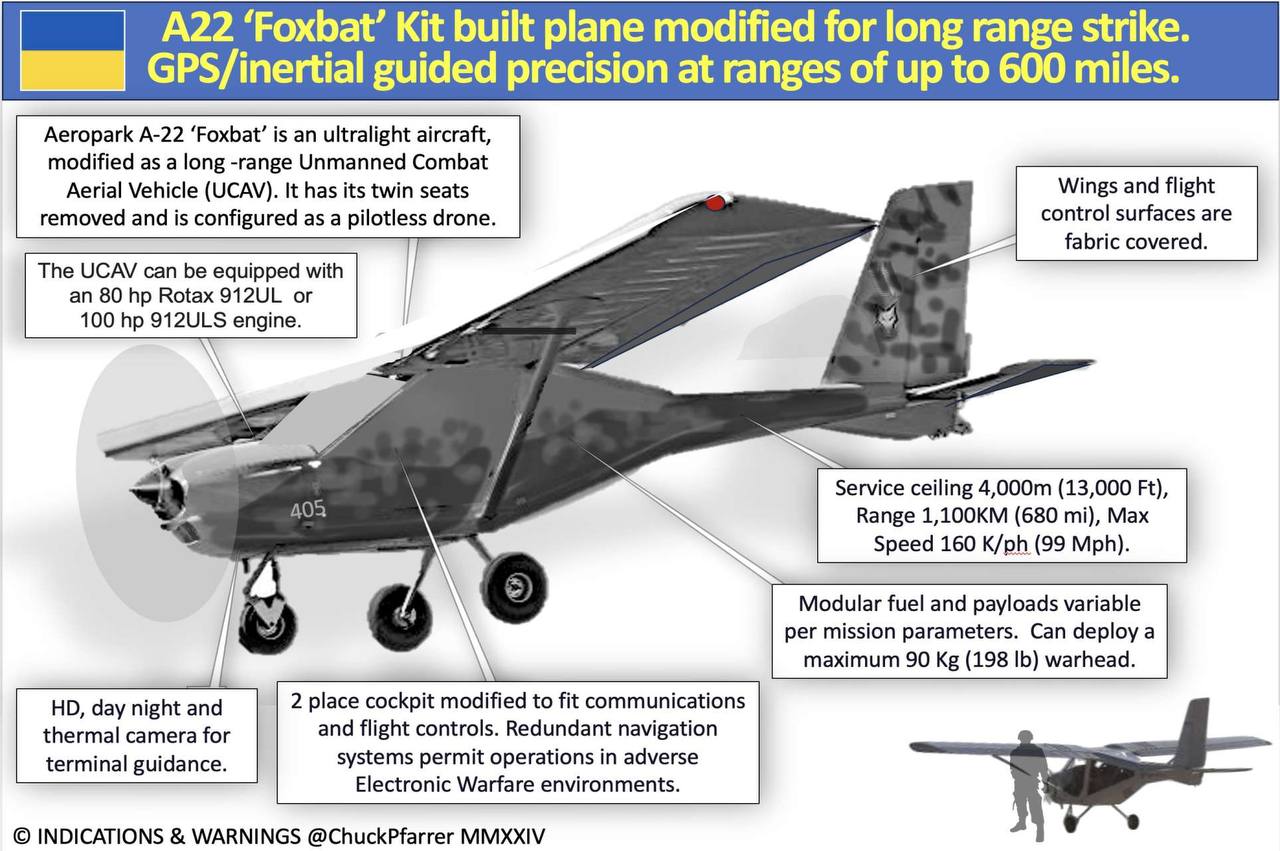 A22 ‘Foxbat’ Kit built plane modified for long range strike.
GPS/inertial guided precision at ranges of up to 600 miles.
Aeropark A-22 ‘Foxbat’ is an ultralight aircraft,
modified as a long -range Unmanned Combat
Aerial Vehicle (UCAV). It has its twin seats
removed and is configured as a pilotless drone.
The UCAV can be equipped with
an 80 hp Rotax 912UL or
100 hp 912ULS engine.
Wings and flight
control surfaces are
fabric covered.
405
Service ceiling 4,000m (13,000 Ft),
Range 1,100KM (680 mi), Max
Speed 160 K/ph (99 Mph).
Modular fuel and payloads variable
per mission parameters. Can deploy a
maximum 90 Kg (198 lb) warhead.
HD, day night and
thermal camera for
terminal guidance.
2 place cockpit modified to fit communications
and flight controls. Redundant navigation
systems permit operations in adverse
Electronic Warfare environments.
© INDICATIONS & WARNINGS @ChuckPfarrer MMXXIV